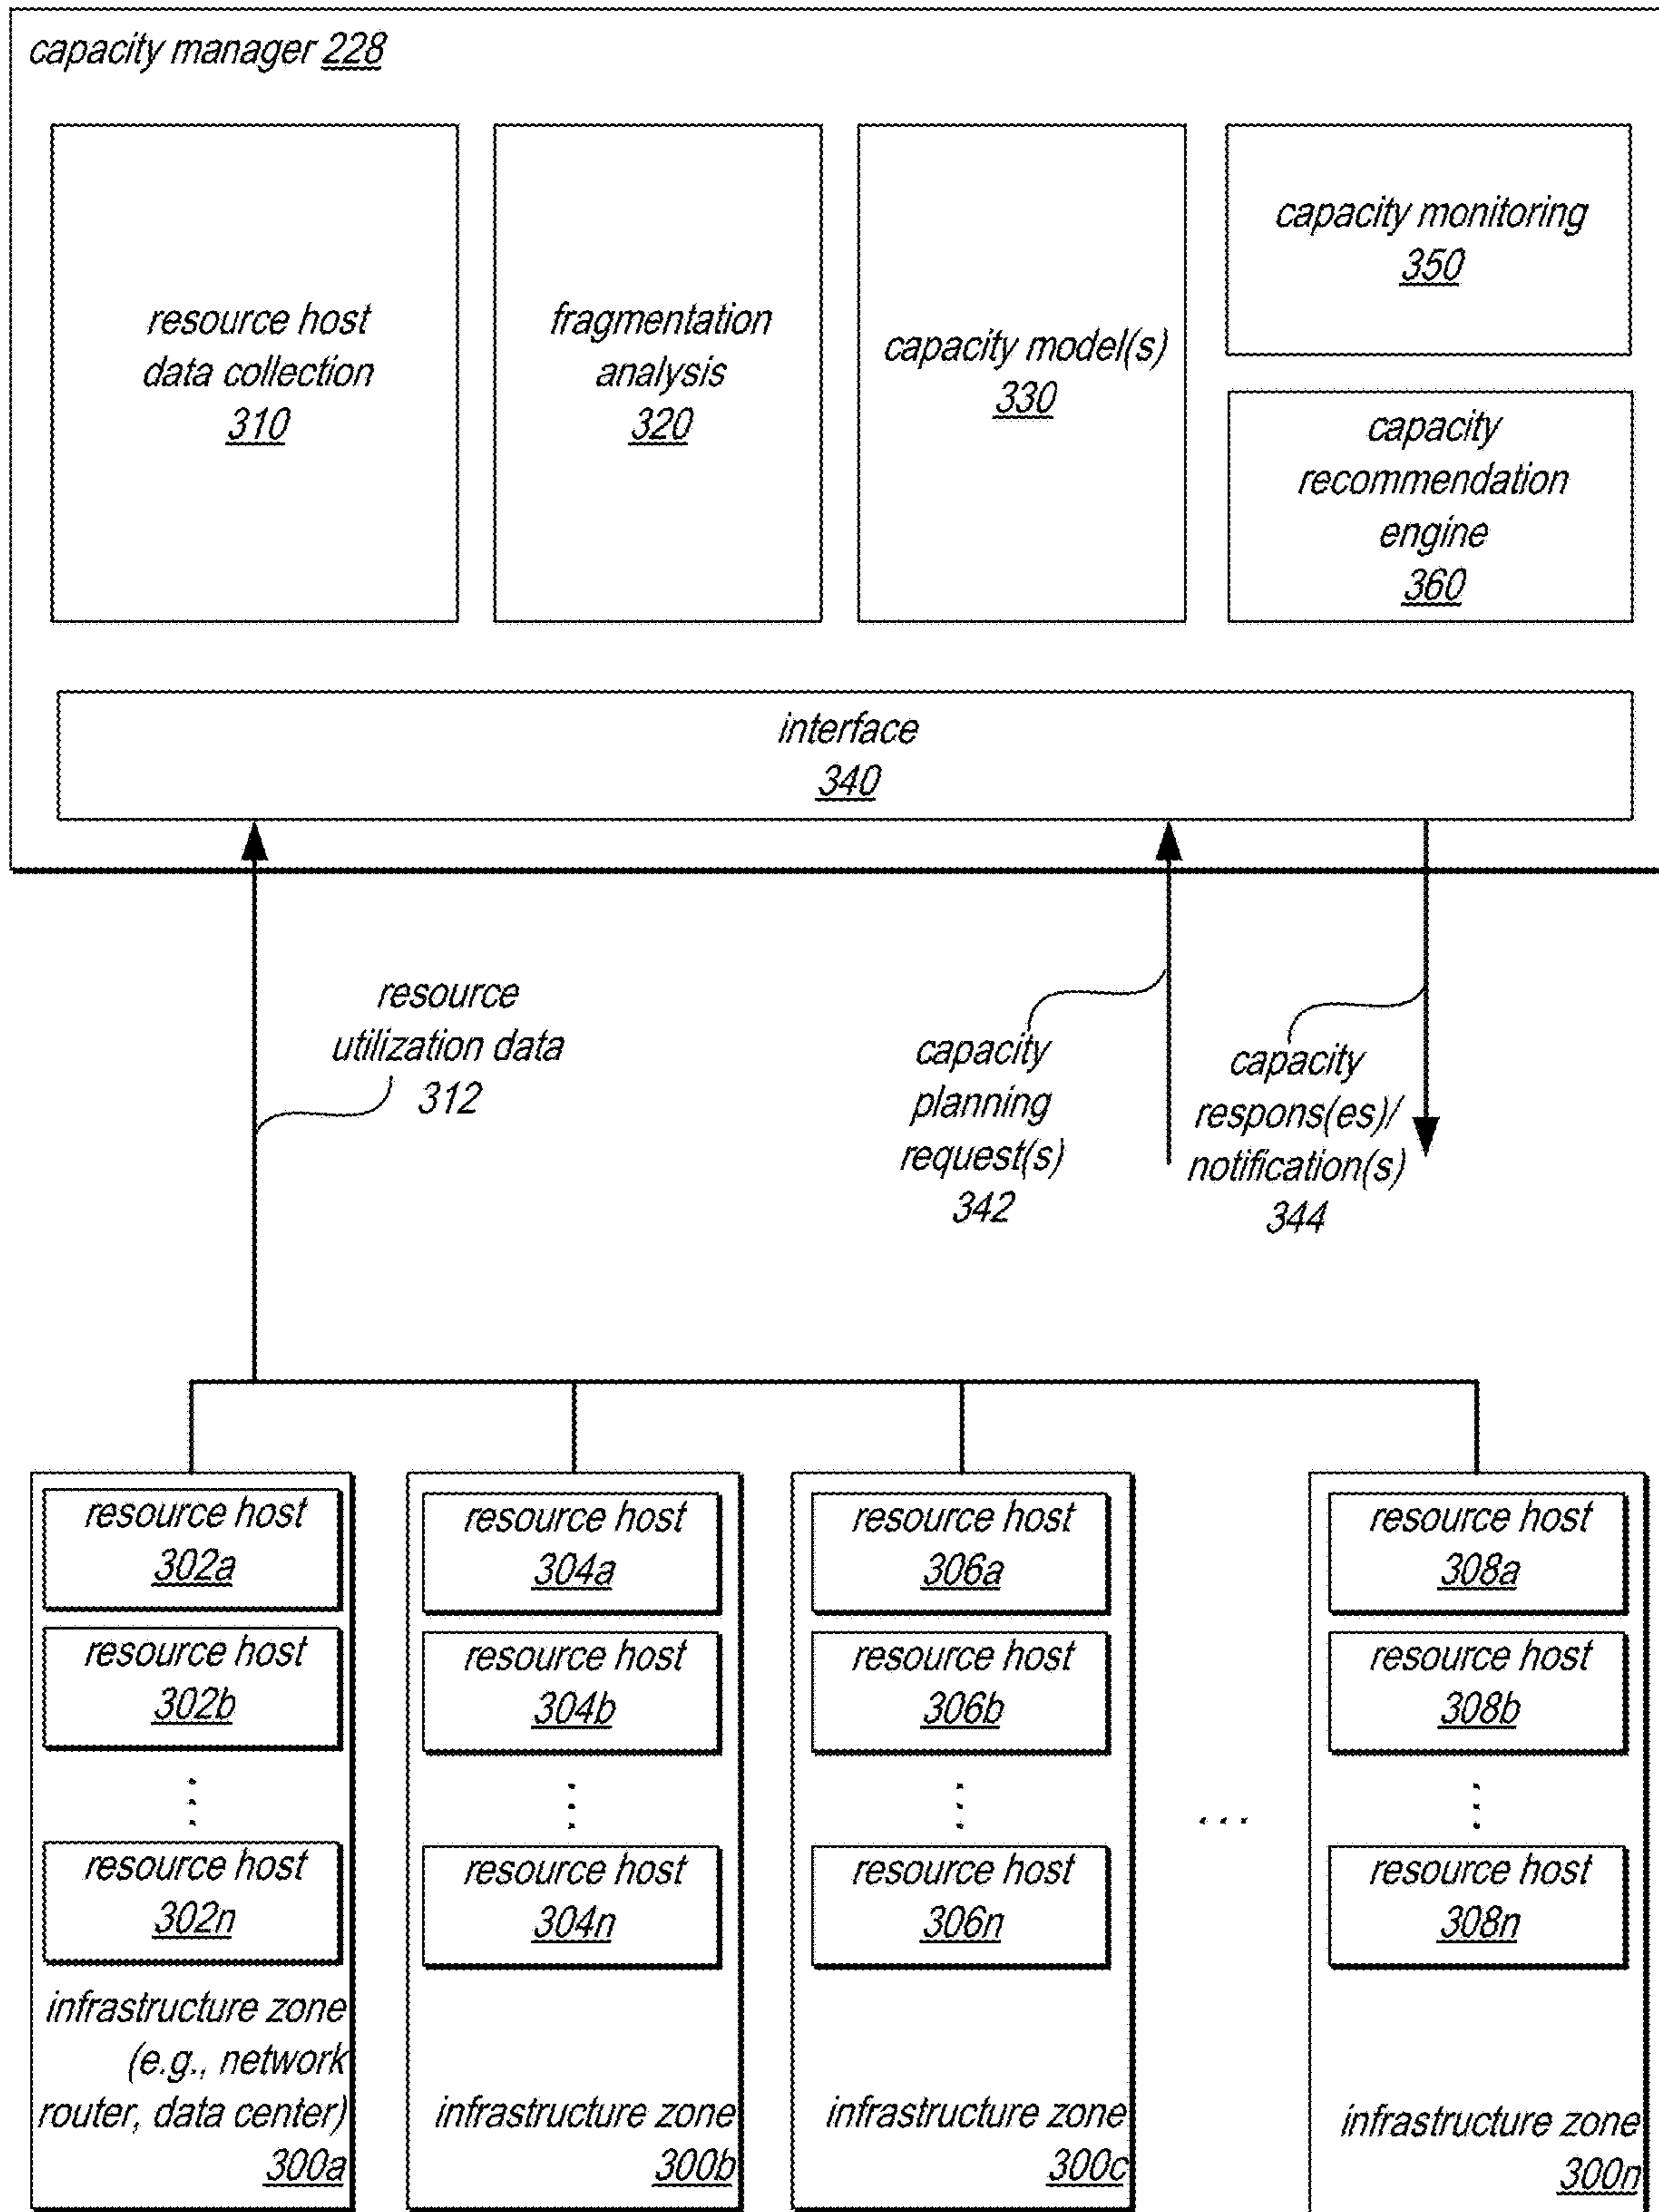 capacity manager 228
resource host
data collection
310
fragmentation
analysis
320
capacity model(s)
330
capacity monitoring
350
capacity
recommendation
engine
360
interface
340
resource
utilization data
312
capacity
planning
request(s)
342
capacity
respons(es)/
notification(s)
344
resource host
302a
resource host
302b
resource host
302n
infrastructure zone
(e.g., network
router, data center)
300a
resource host
304a
resource host
304b
resource host
304n
infrastructure zone
300b
resource host
306a
resource host
306b
resource host
306n
infrastructure zone
300c
. . .
resource host
308a
resource host
308b
resource host
308n
infrastructure zone
300n